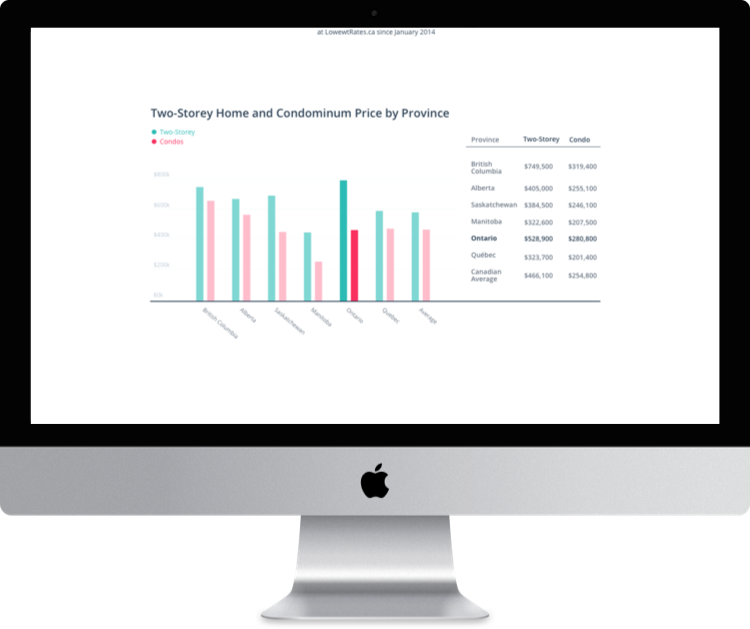 at LowewtRates.ca since January 2014
Two-Storey Home and Condominum Price by Province
Two-Storey
Condos
$800k
$600k
$400k
$200k
$0k
British Columbia
Alberta
Saskatchewan
Manitoba
Ontario
Québec
Average
Province Two-Storey Condo
British
Columbia $749,500 $319,400
Alberta $405,000 $255,100
Saskatchewan $384,500 $246,100
Manitoba $322,600 $207,500
Ontario $528,900 $280,800
Québec $323,700 $201,400
Canadian
Average $466,100 $254,800